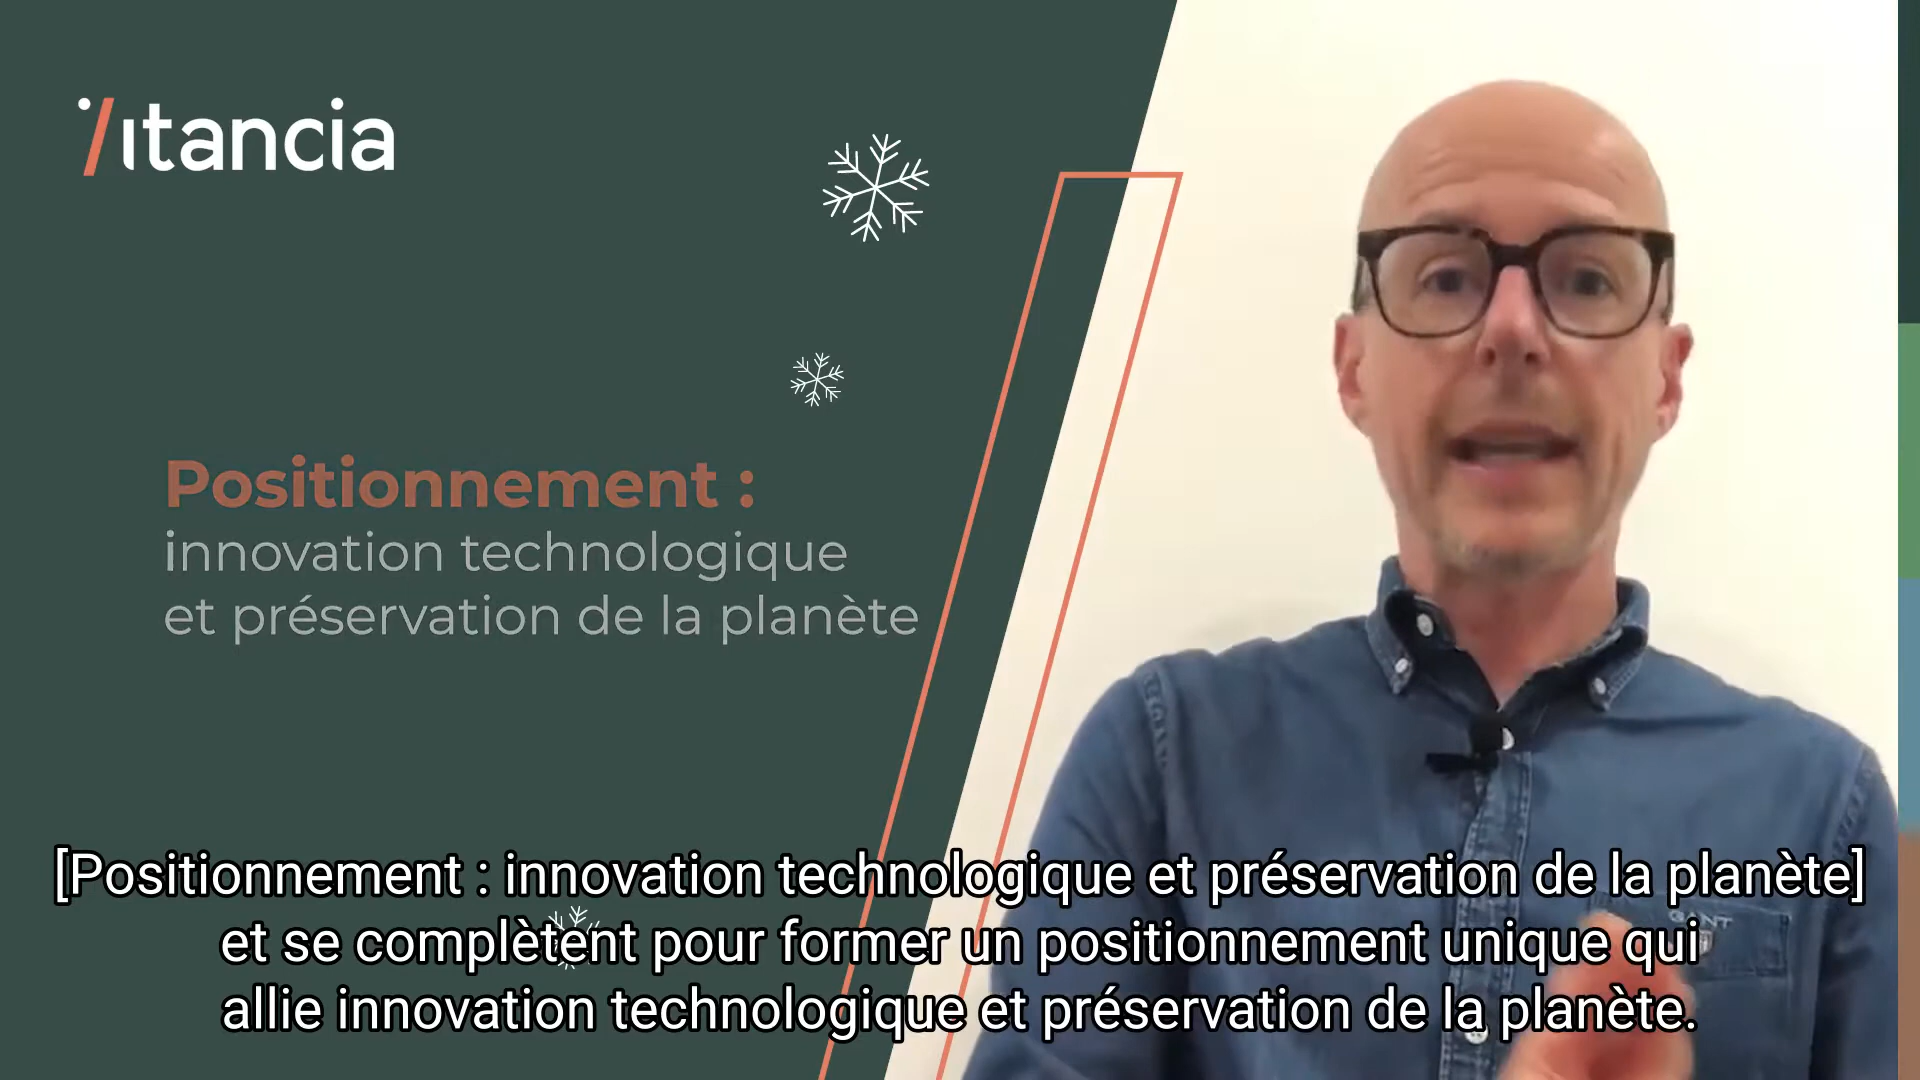 itancia
Positionnement :
innovation technologique
et préservation de la planète
[Positionnement : innovation technologique et préservation de la planète]
et se complètent pour former un positionnement unique qui
allie innovation technologique et préservation de la planète.
GANT